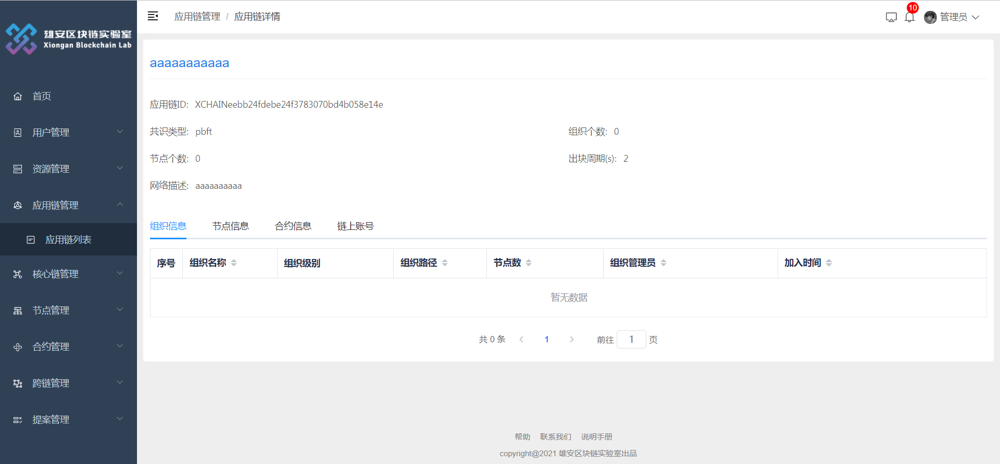 雄安区块链实验室
Xiongan Blockchain Lab
首页
用户管理
资源管理
应用链管理
应用链列表
核心链管理
节点管理
合约管理
跨链管理
提案管理
应用链管理 / 应用链详情
10
管理员
aaaaaaaaaaa
应用链ID: XCHAINeebb24fdebe24f3783070bd4b058e14e
共识类型: pbft
组织个数: 0
节点个数: 0
出块周期(s): 2
网络描述: aaaaaaaaaa
组织信息 节点信息 合约信息 链上账号
序号 组织名称 组织级别 组织路径 节点数 组织管理员 加入时间
暂无数据
共 0 条 1 前往 1 页
帮助 联系我们 说明手册
copyright@2021 雄安区块链实验室出品